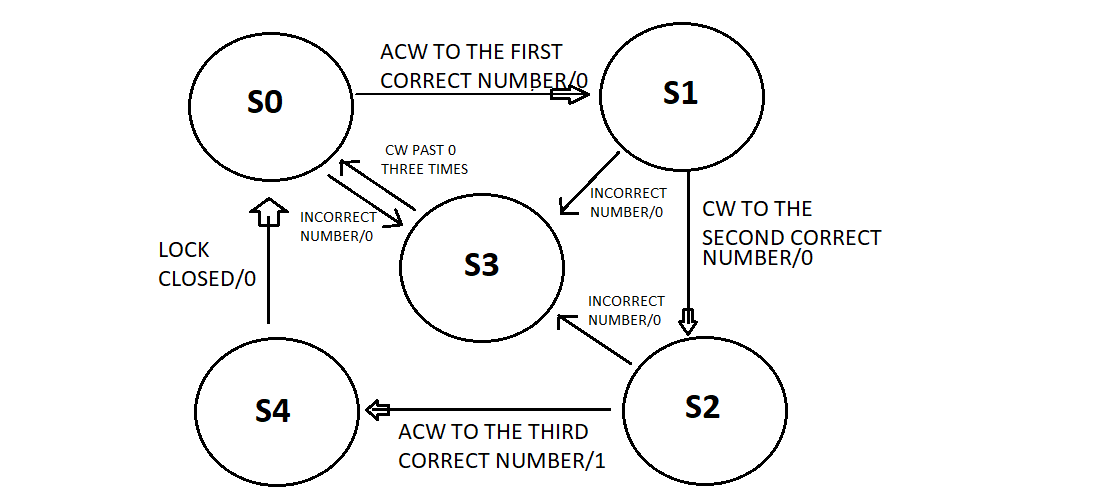 ACW TO THE FIRST
CORRECT NUMBER/0
S0
S1
CW PAST 0
THREE TIMES
INCORRECT
NUMBER/0
INCORRECT
NUMBER/0
CW TO THE
SECOND CORRECT
NUMBER/0
LOCK
CLOSED/0
S3
INCORRECT
NUMBER/0
S4
S2
ACW TO THE THIRD
CORRECT NUMBER/1